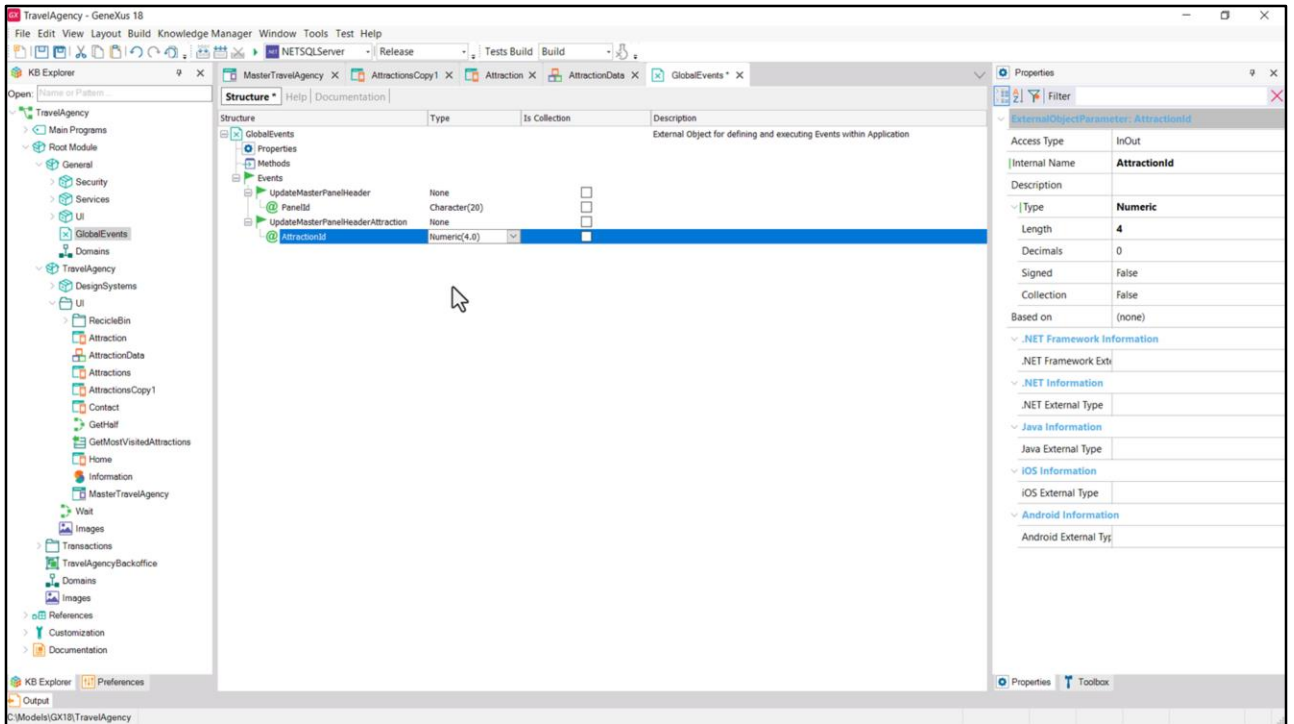 GX TravelAgency - GeneXus 18
File Edit View Layout Build Knowledge Manager Window Tools Test Help
NETSQLServer Release Tests Build Build
KB Explorer
Open: Name or Pattern...
TravelAgency
Main Programs
Root Module
General
Security
Services
UI
GlobalEvents
Domains
TravelAgency
DesignSystems
UI
RecicleBin
Attraction
AttractionData
Attractions
AttractionsCopy1
Contact
GetHalf
GetMostVisitedAttractions
Home
Information
MasterTravelAgency
Wait
Images
Transactions
TravelAgencyBackoffice
Domains
Images
References
Customization
Documentation
KB Explorer Preferences
Output
C:\Models\GX18\TravelAgency
MasterTravelAgency X AttractionsCopy1 X Attraction X AttractionData X GlobalEvents * X
Structure * Help Documentation
Structure Type Is Collection Description
GlobalEvents External Object for defining and executing Events within Application
Properties
Methods
Events
UpdateMasterPanelHeader None
PanelId Character(20)
UpdateMasterPanelHeaderAttraction None
AttractionId Numeric(4.0)
Properties
Filter
ExternalObjectParameter: AttractionId
Access Type InOut
Internal Name AttractionId
Description
Type Numeric
Length 4
Decimals 0
Signed False
Collection False
Based on (none)
.NET Framework Information
.NET Framework Exte
.NET Information
.NET External Type
Java Information
Java External Type
iOS Information
iOS External Type
Android Information
Android External Typ
Properties Toolbox